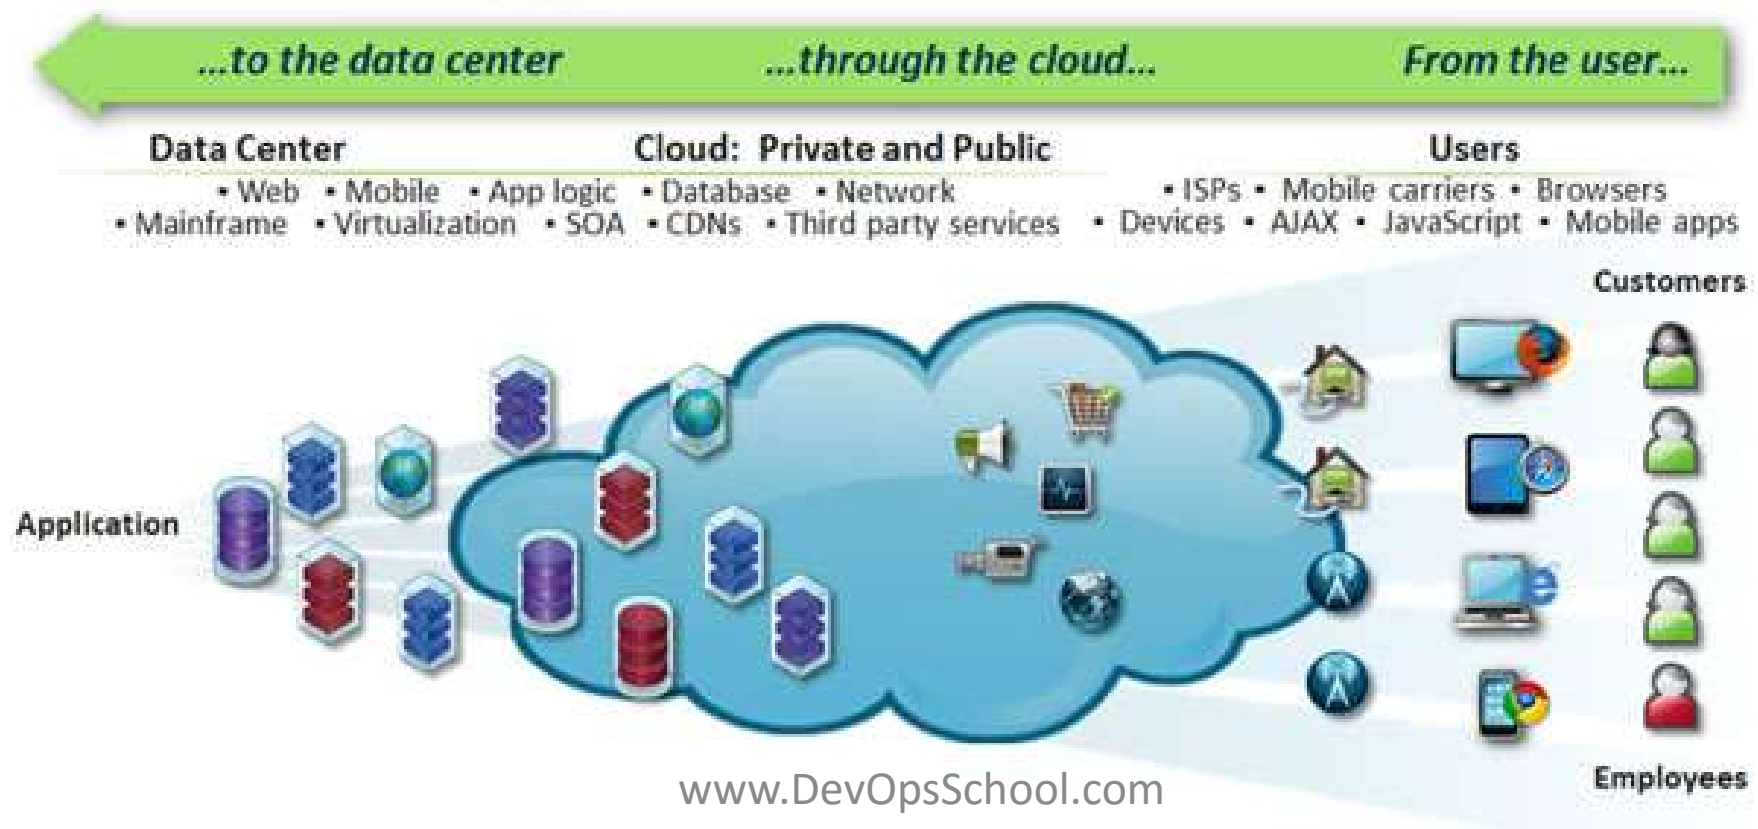 ...to the data center ...through the cloud... From the user...
Data Center Cloud: Private and Public Users
• Web • Mobile • App logic • Database • Network • ISPs • Mobile carriers • Browsers
• Mainframe • Virtualization • SOA • CDNs • Third party services • Devices • AJAX • JavaScript • Mobile apps
Customers
Application
Employees
www.DevOpsSchool.com